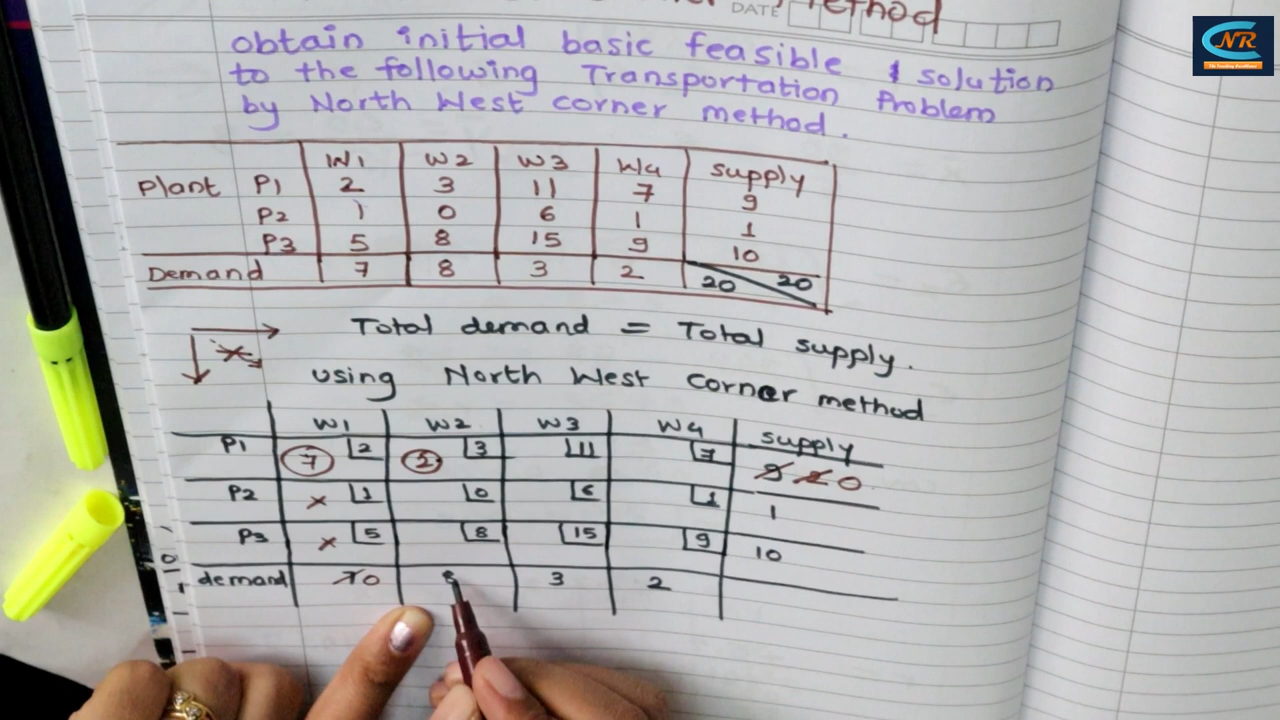 DATE
Method
NR
obtain initial basic feasible solution
to the following Transportation Problem
by North West corner method.
W1 W2 W3 W4 supply
Plant P1 2 3 11 7 9
P2 1 0 6 1 1
P3 5 8 15 9 10
Demand 7 8 3 2 20 20
Total demand = Total supply.
using North West corner method
W1 W2 W3 W4 supply
P1 7 2 2 3 11 7 9 2 0
P2 × 1 0 6 1 1
P3 × 5 8 15 9 10
demand 7 0 8 3 2